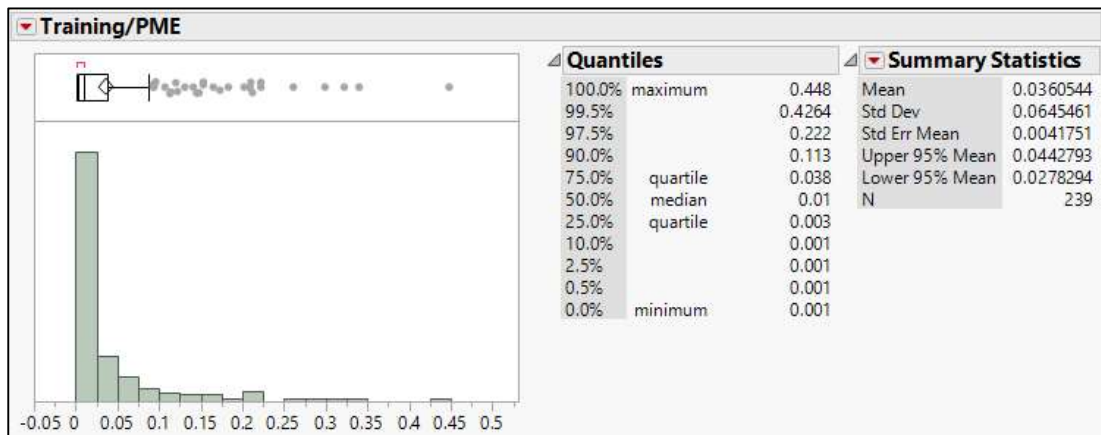 Training/PME
Quantiles
100.0% maximum 0.448
99.5% 0.4264
97.5% 0.222
90.0% 0.113
75.0% quartile 0.038
50.0% median 0.01
25.0% quartile 0.003
10.0% 0.001
2.5% 0.001
0.5% 0.001
0.0% minimum 0.001
Summary Statistics
Mean 0.0360544
Std Dev 0.0645461
Std Err Mean 0.0041751
Upper 95% Mean 0.0442793
Lower 95% Mean 0.0278294
N 239
-0.05 0 0.05 0.1 0.15 0.2 0.25 0.3 0.35 0.4 0.45 0.5